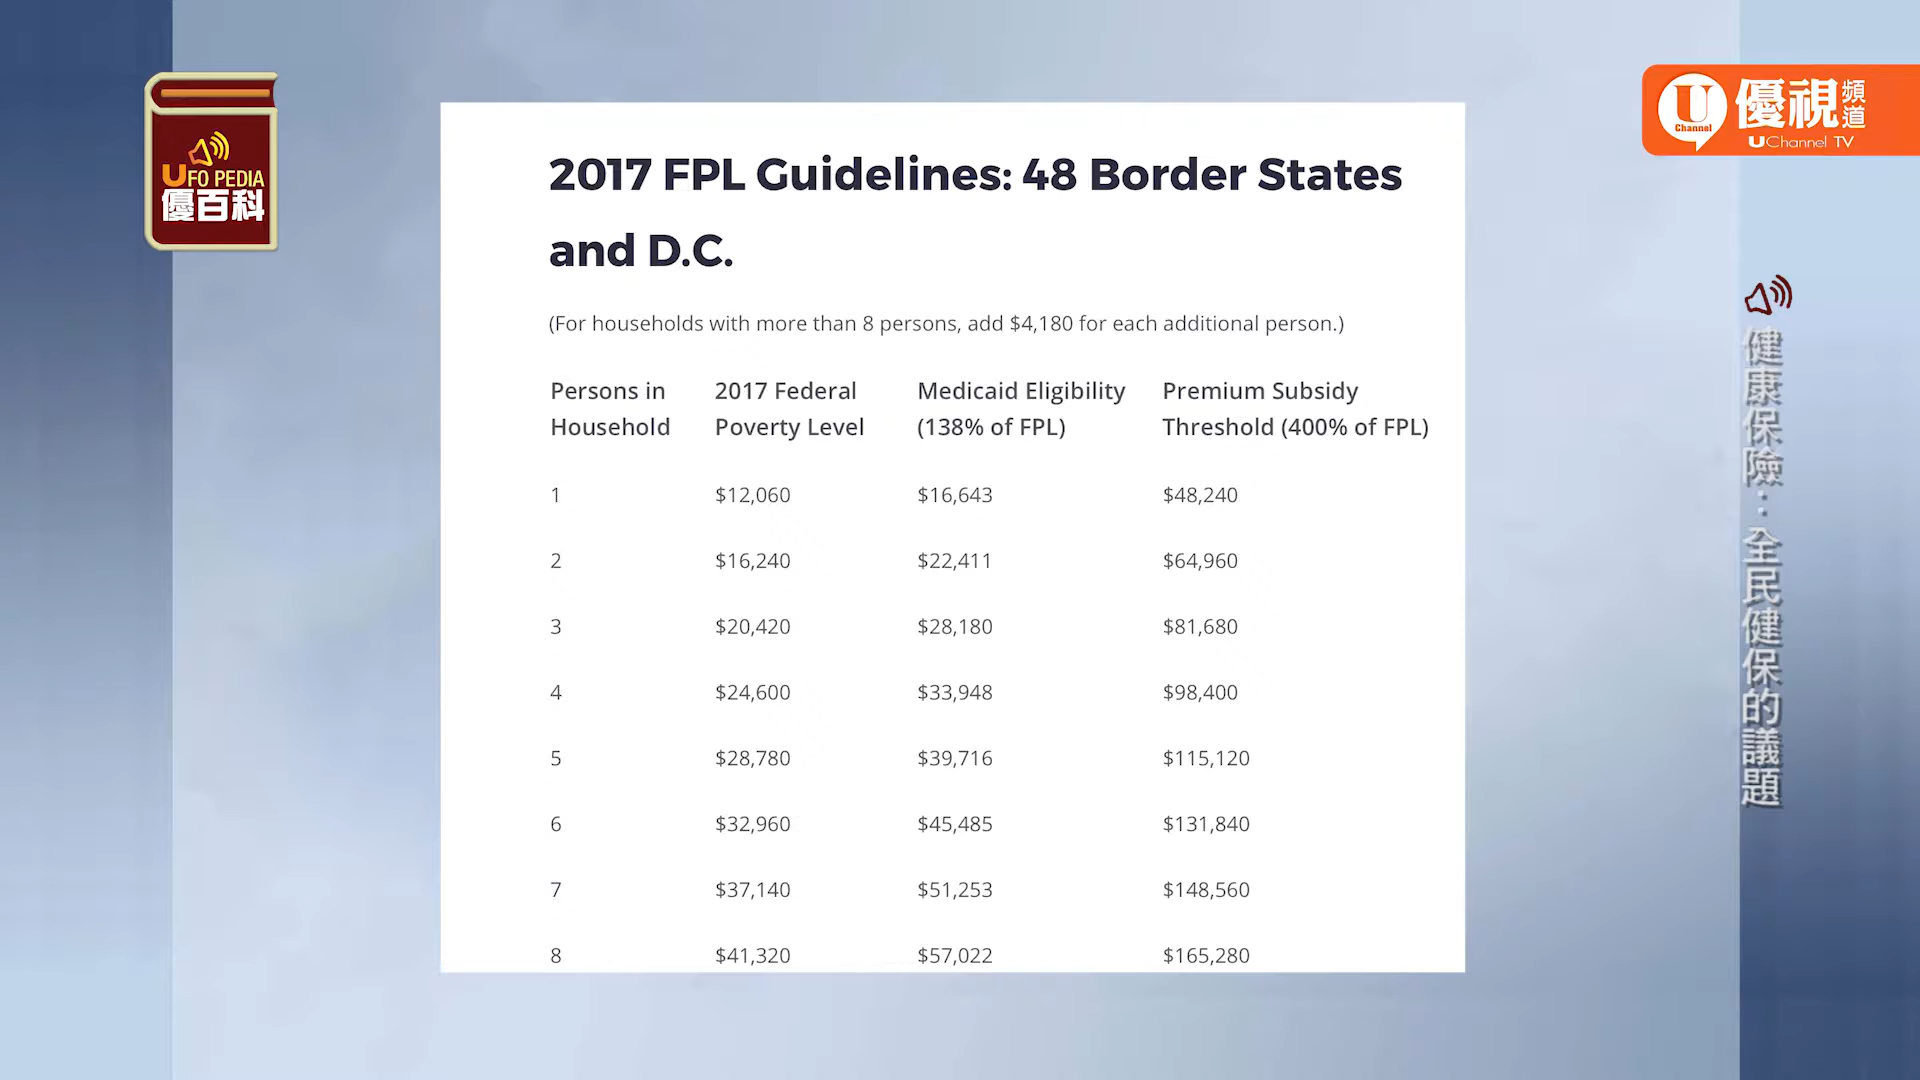 UFO PEDIA
優百科
U Channel
優視頻道
UChannel TV
2017 FPL Guidelines: 48 Border States
and D.C.
(For households with more than 8 persons, add $4,180 for each additional person.)
Persons in Household 2017 Federal Poverty Level Medicaid Eligibility (138% of FPL) Premium Subsidy Threshold (400% of FPL)
1 $12,060 $16,643 $48,240
2 $16,240 $22,411 $64,960
3 $20,420 $28,180 $81,680
4 $24,600 $33,948 $98,400
5 $28,780 $39,716 $115,120
6 $32,960 $45,485 $131,840
7 $37,140 $51,253 $148,560
8 $41,320 $57,022 $165,280
健康保險：全民健保的議題